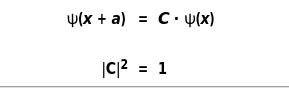 ψ(x + a) = C · ψ(x)
|C|² = 1